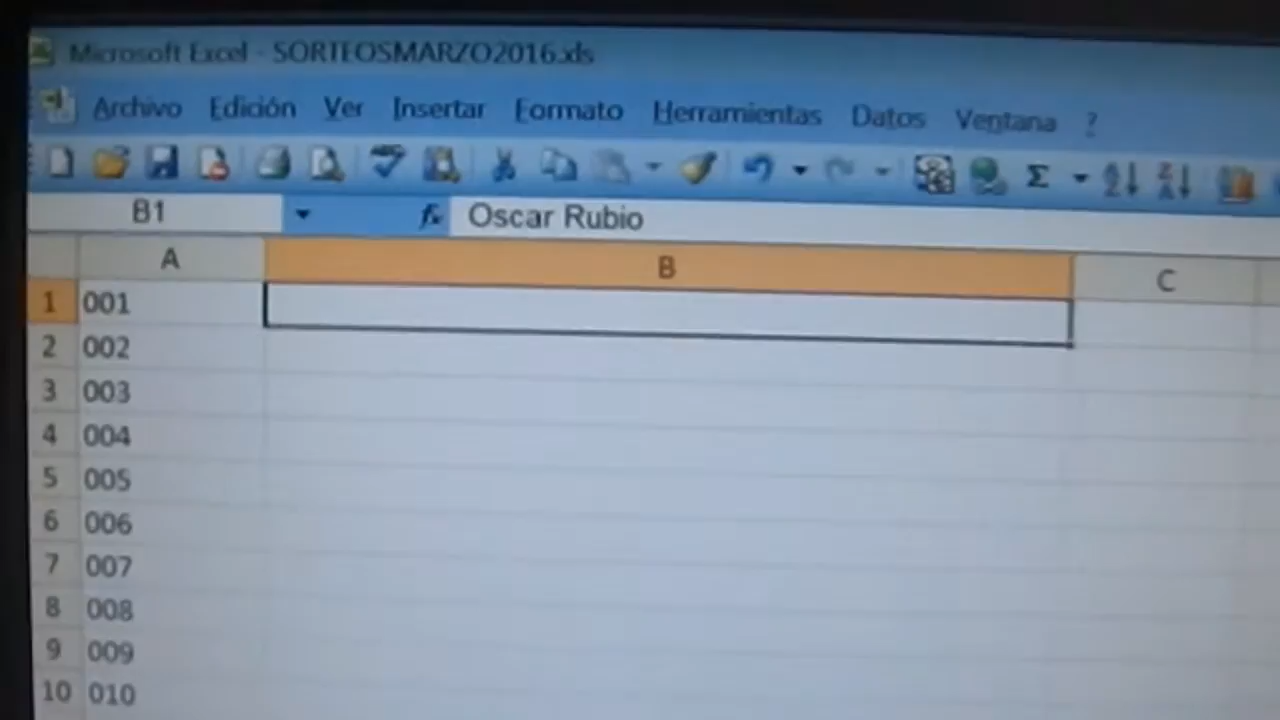 Microsoft Excel - SORTEOSMARZO2016.xls
Archivo Edición Ver Insertar Formato Herramientas Datos Ventana ?
Σ A Z Z A
B1 fx Oscar Rubio
A B C
1 001
2 002
3 003
4 004
5 005
6 006
7 007
8 008
9 009
10 010